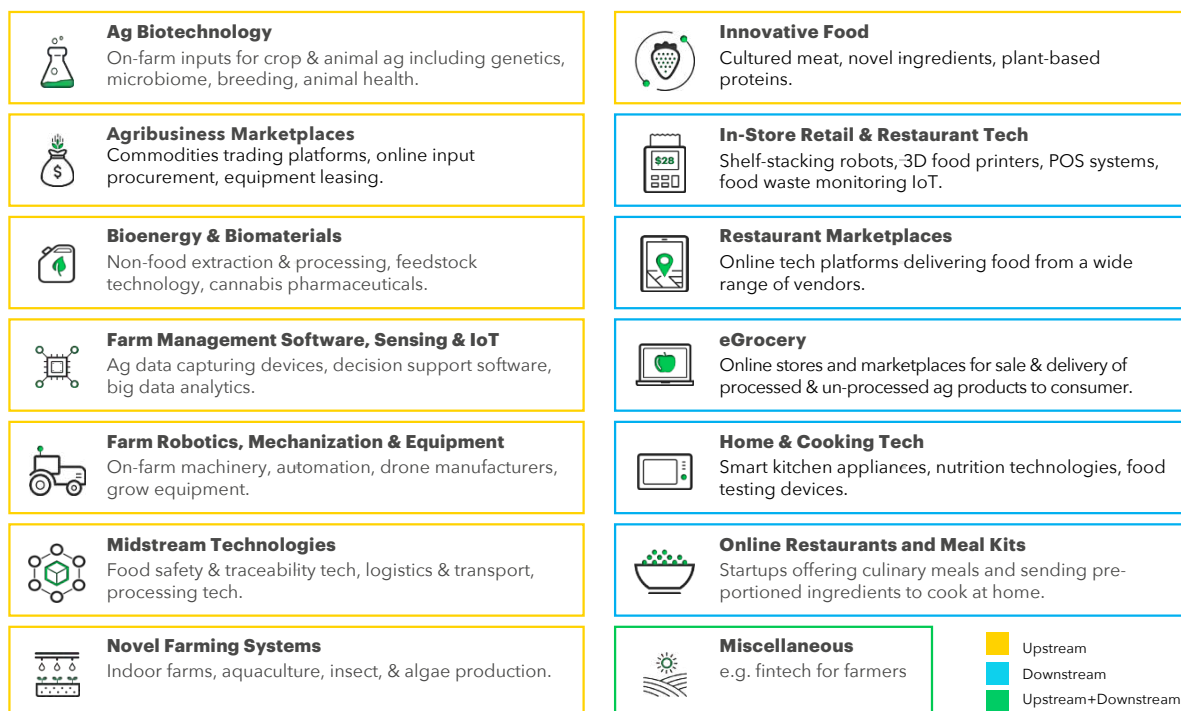 Ag Biotechnology
On-farm inputs for crop & animal ag including genetics,
microbiome, breeding, animal health.
Agribusiness Marketplaces
Commodities trading platforms, online input
procurement, equipment leasing.
$
Bioenergy & Biomaterials
Non-food extraction & processing, feedstock
technology, cannabis pharmaceuticals.
Farm Management Software, Sensing & IoT
Ag data capturing devices, decision support software,
big data analytics.
Farm Robotics, Mechanization & Equipment
On-farm machinery, automation, drone manufacturers,
grow equipment.
Midstream Technologies
Food safety & traceability tech, logistics & transport,
processing tech.
Novel Farming Systems
Indoor farms, aquaculture, insect, & algae production.
Innovative Food
Cultured meat, novel ingredients, plant-based
proteins.
In-Store Retail & Restaurant Tech
$28
Shelf-stacking robots, 3D food printers, POS systems,
food waste monitoring IoT.
Restaurant Marketplaces
Online tech platforms delivering food from a wide
range of vendors.
eGrocery
Online stores and marketplaces for sale & delivery of
processed & un-processed ag products to consumer.
Home & Cooking Tech
Smart kitchen appliances, nutrition technologies, food
testing devices.
Online Restaurants and Meal Kits
Startups offering culinary meals and sending pre-
portioned ingredients to cook at home.
Miscellaneous
e.g. fintech for farmers
Upstream
Downstream
Upstream+Downstream